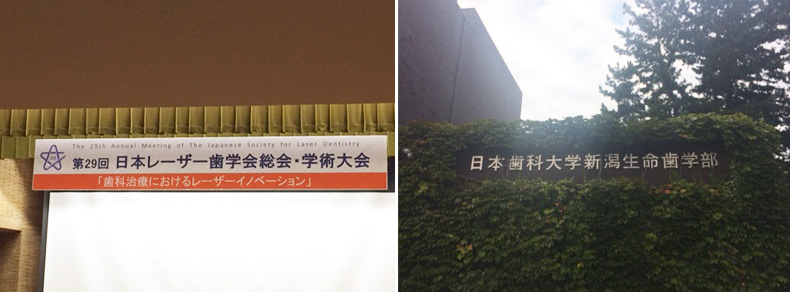 The 29th Annual Meeting of The Japanese Society for Laser Dentistry
第29回 日本レーザー歯学会総会・学術大会
「歯科治療におけるレーザーイノベーション」
日本歯科大学新潟生命歯学部